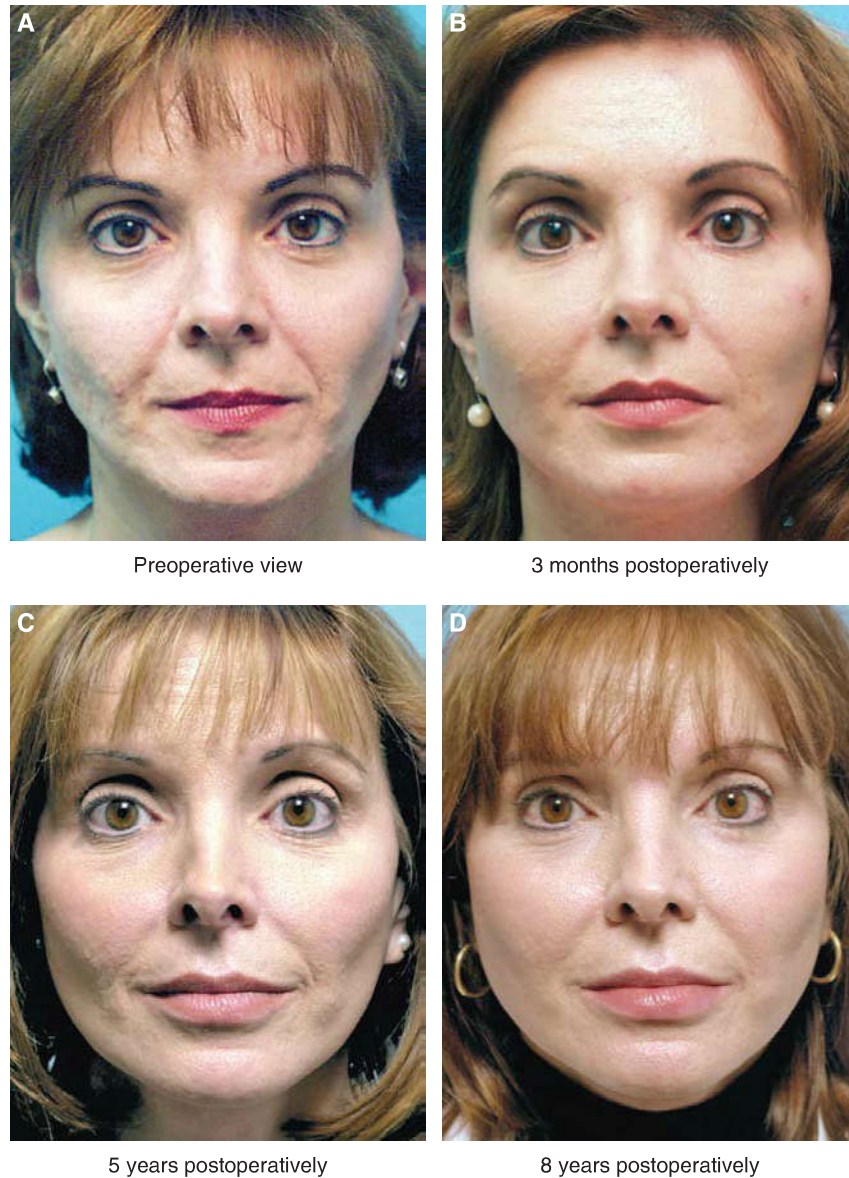 A
B
Preoperative view
3 months postoperatively
C
D
5 years postoperatively
8 years postoperatively